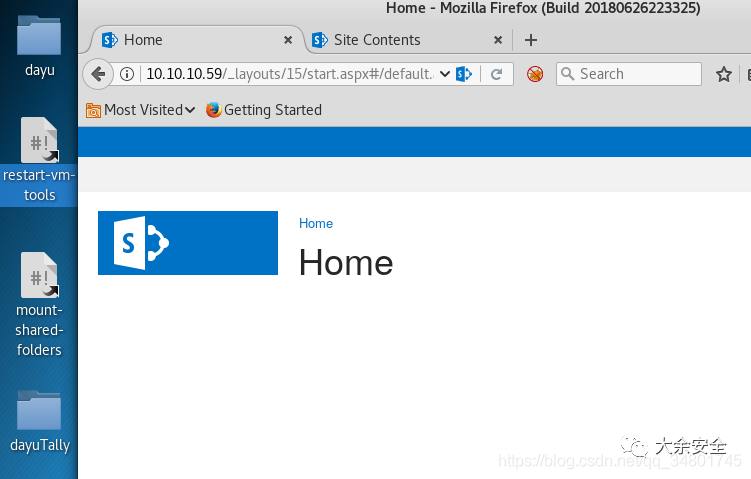 Home - Mozilla Firefox (Build 20180626223325)
dayu
restart-vm-
tools
mount-
shared-
folders
dayuTally
Home
Site Contents
10.10.10.59/_layouts/15/start.aspx#/default.
Search
Most Visited
Getting Started
Home
Home
大余安全
https://blog.csdn.net/qq_34801745